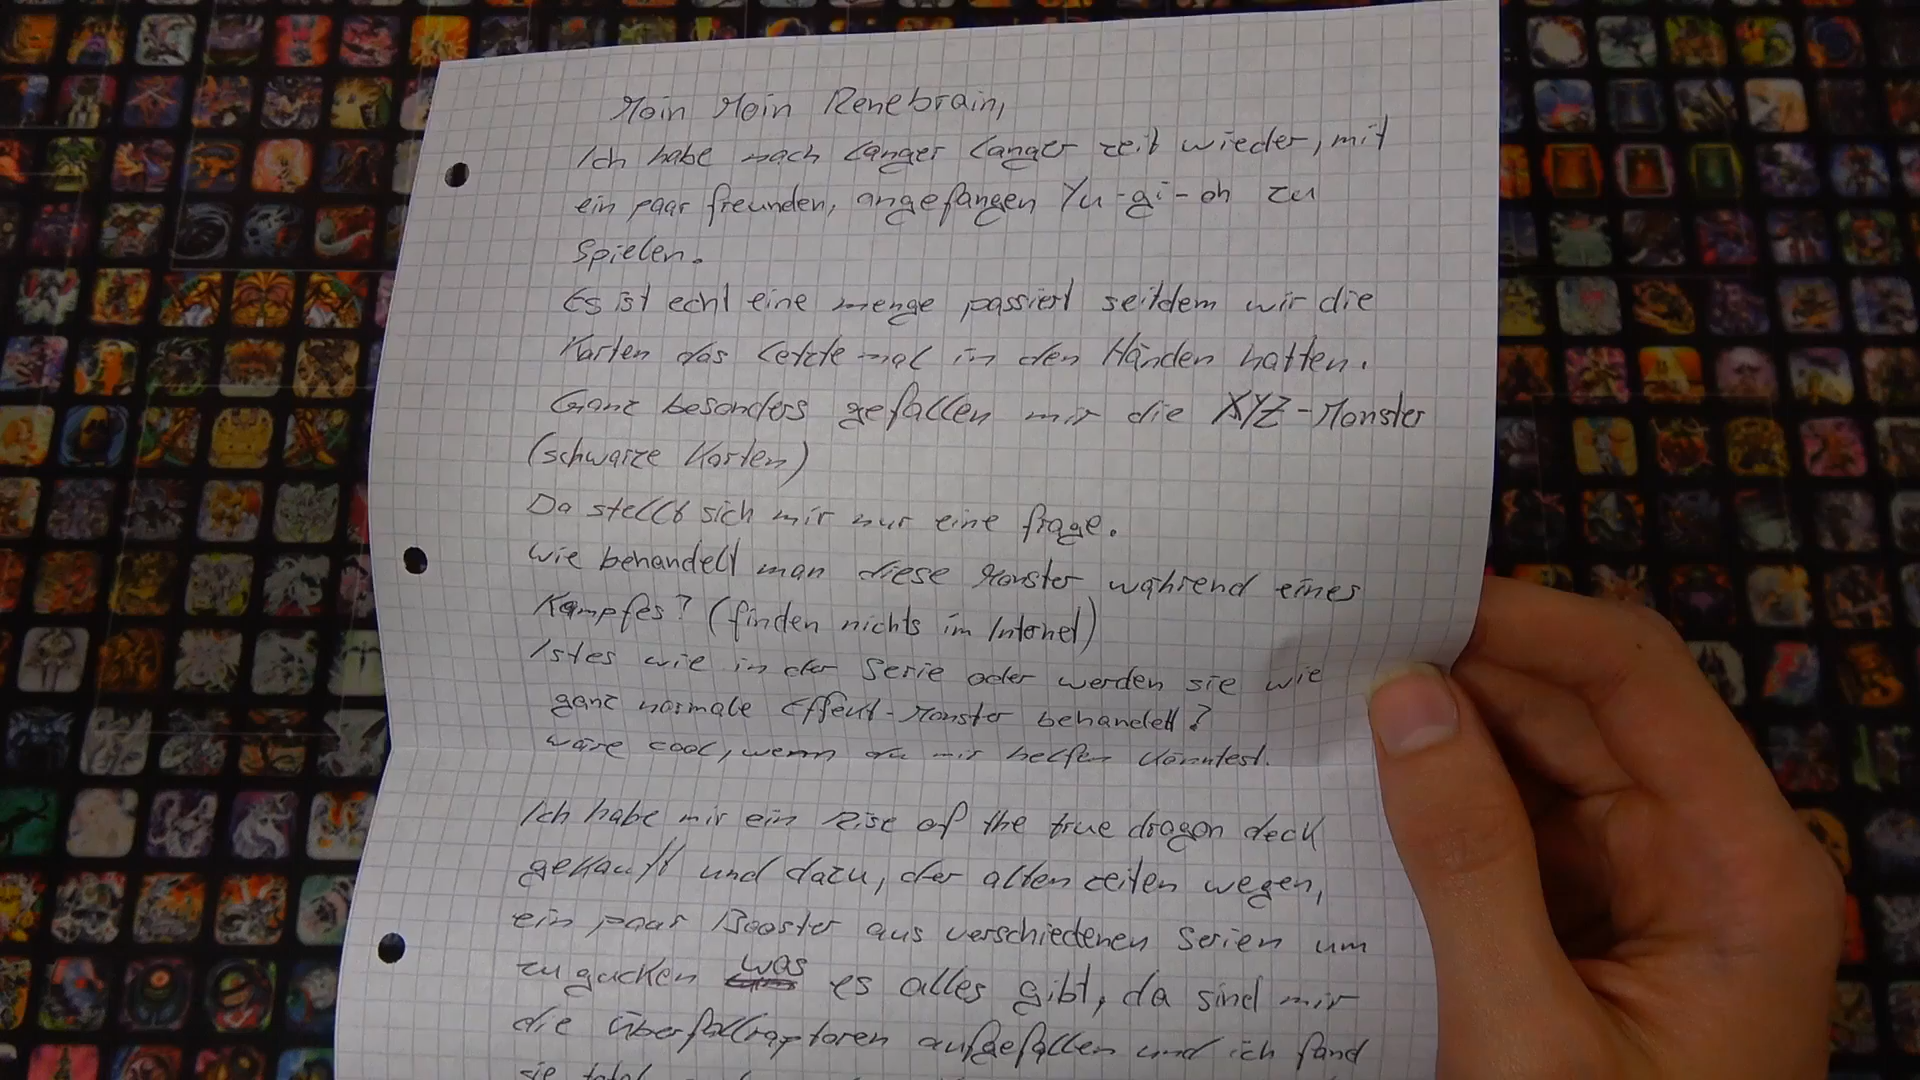 Moin Moin Renebrain,
Ich habe nach langer langer zeit wieder, mit
ein paar freunden, angefangen Yu-gi-oh zu
Spielen.
Es ist echt eine menge passiert seitdem wir die
Karten das letzte mal in den Händen hatten.
Ganz besonders gefallen mir die XYZ-Monster
(schwarze Karten)
Da stellt sich mir nur eine frage.
Wie behandelt man diese Monster während eines
Kampfes? (finden nichts im Internet)
Ist es wie in der Serie oder werden sie wie
ganz normale Effekt-Monster behandelt?
wäre cool, wenn du mir helfen könntest.
Ich habe mir ein Rise of the true dragon deck
gekauft und dazu, der alten zeiten wegen,
ein paar Booster aus verschiedenen Serien um
zu gucken was es alles gibt, da sind mir
die überfallraptoren aufgefallen und ich fand
sie total